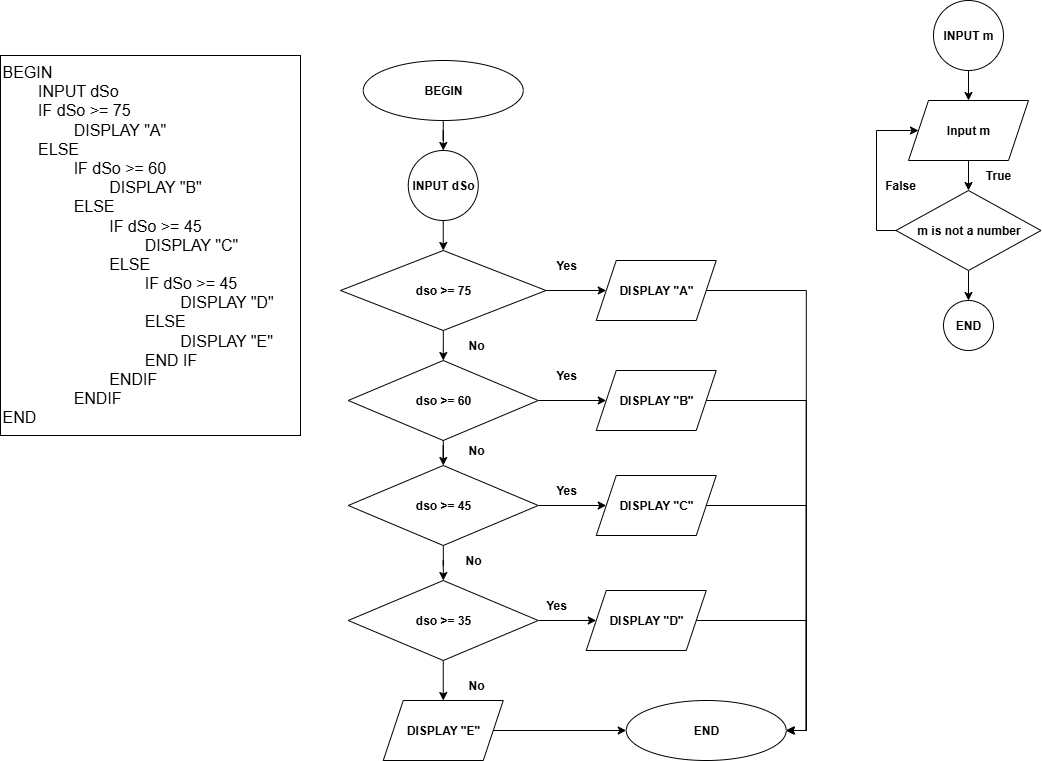 BEGIN
INPUT dSo
IF dSo >= 75
DISPLAY "A"
ELSE
IF dSo >= 60
DISPLAY "B"
ELSE
IF dSo >= 45
DISPLAY "C"
ELSE
IF dSo >= 45
DISPLAY "D"
ELSE
DISPLAY "E"
END IF
ENDIF
ENDIF
END
BEGIN
INPUT dSo
dso >= 75
Yes
DISPLAY "A"
No
dso >= 60
Yes
DISPLAY "B"
No
dso >= 45
Yes
DISPLAY "C"
No
dso >= 35
Yes
DISPLAY "D"
No
DISPLAY "E"
END
INPUT m
Input m
True
False
m is not a number
END